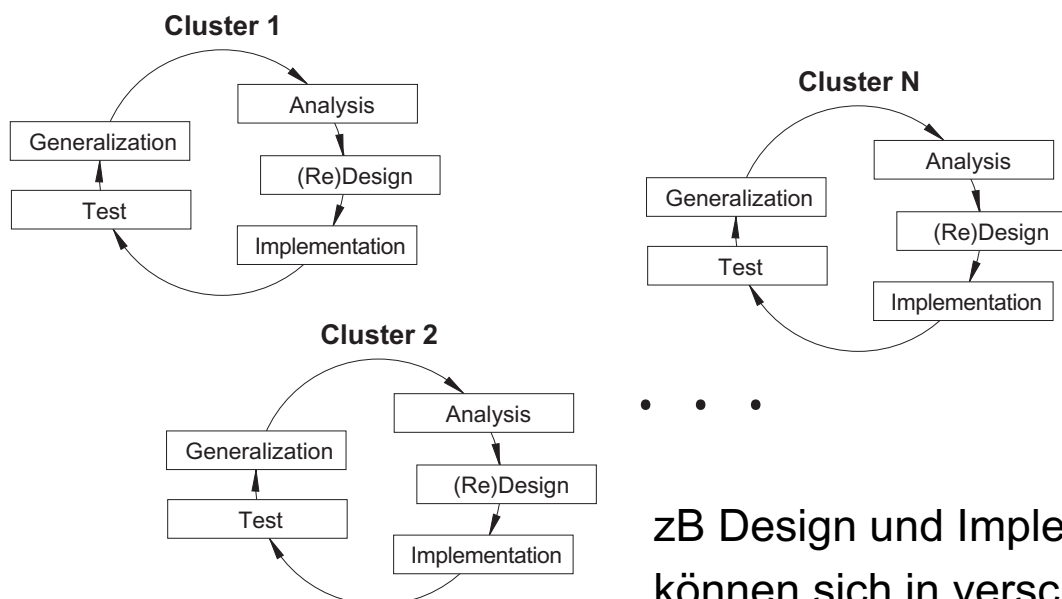 Cluster 1
Analysis
(Re)Design
Implementation
Test
Generalization
Cluster N
Analysis
(Re)Design
Implementation
Test
Generalization
Cluster 2
Analysis
(Re)Design
Implementation
Test
Generalization
. . .
zB Design und Imple
können sich in versc